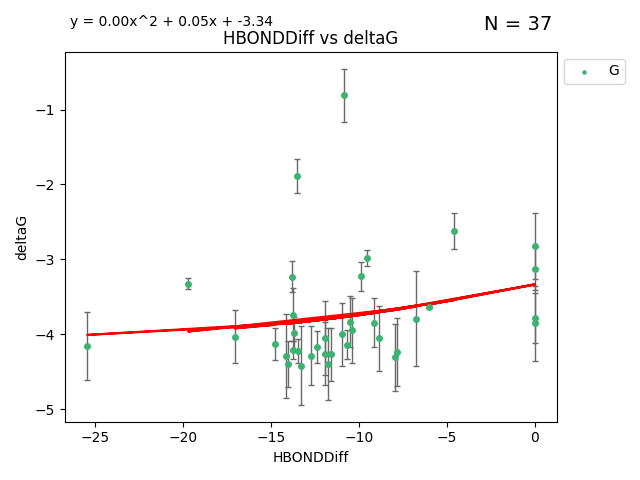 y = 0.00x^2 + 0.05x + -3.34
N = 37
HBONDDiff vs deltaG
G
deltaG
−1
−2
−3
−4
−5
−25
−20
−15
−10
−5
0
HBONDDiff